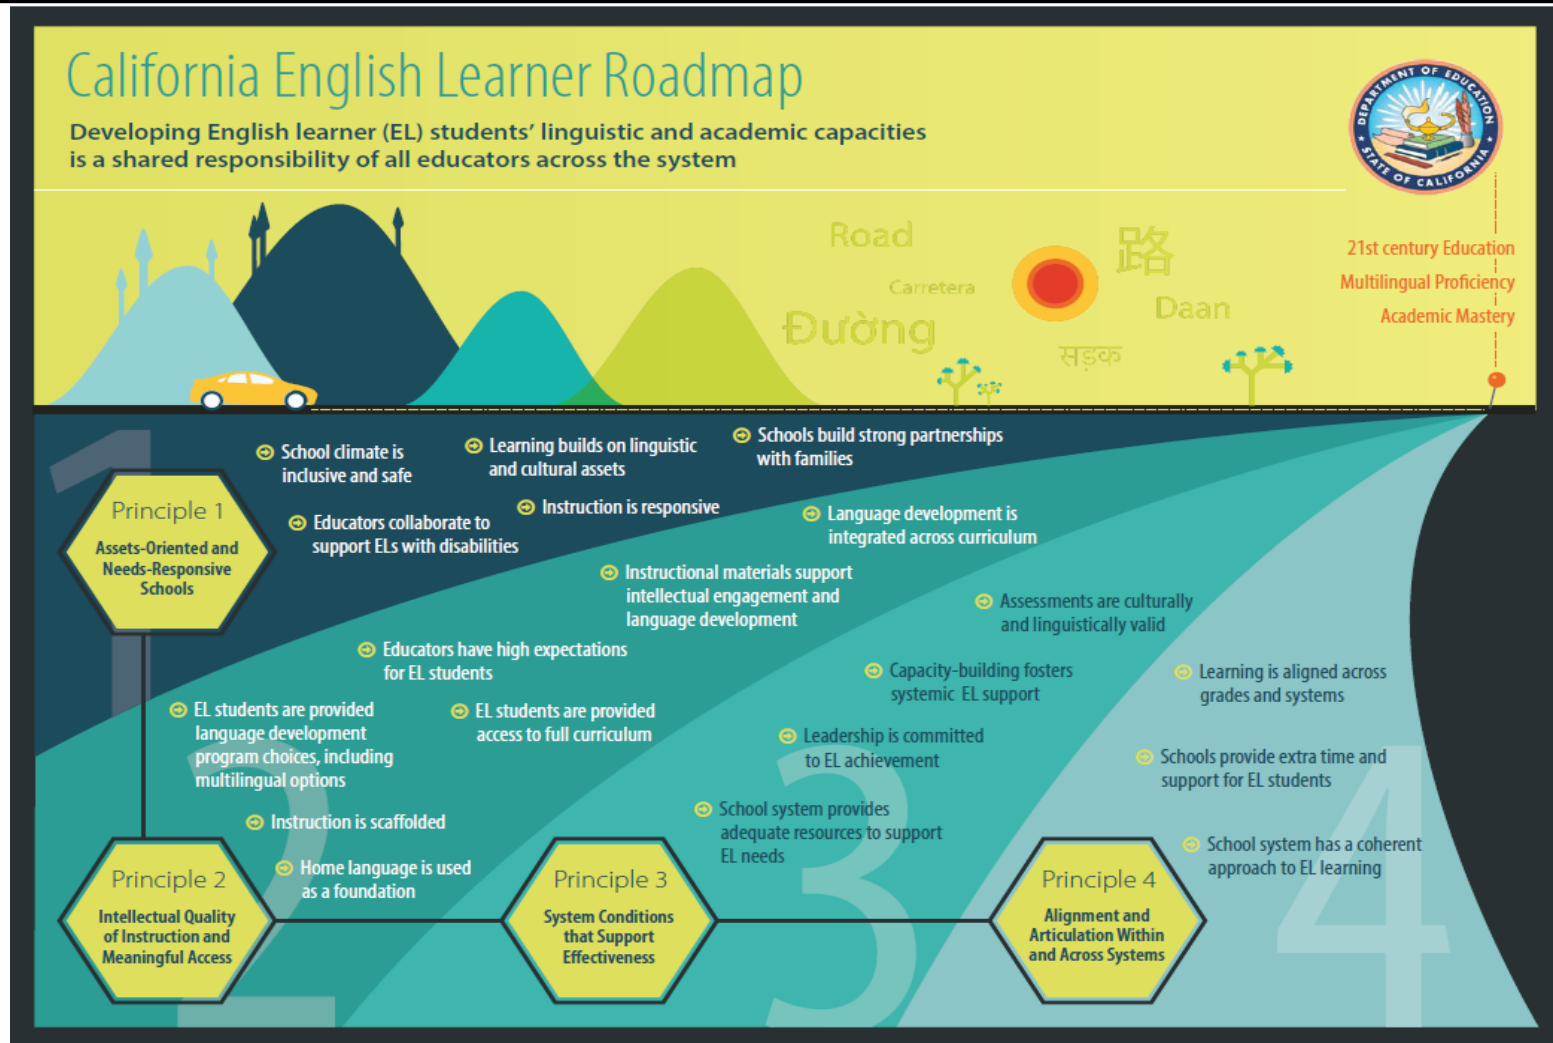 California English Learner Roadmap
Developing English learner (EL) students’ linguistic and academic capacities
is a shared responsibility of all educators across the system
DEPARTMENT OF EDUCATION
STATE OF CALIFORNIA
Road
路
Carretera
Daan
Đường
सड़क
21st century Education
Multilingual Proficiency
Academic Mastery
1
Principle 1
Assets-Oriented and
Needs-Responsive
Schools
School climate is
inclusive and safe
Learning builds on linguistic
and cultural assets
Schools build strong partnerships
with families
Educators collaborate to
support ELs with disabilities
Instruction is responsive
2
Principle 2
Intellectual Quality
of Instruction and
Meaningful Access
Language development is
integrated across curriculum
Instructional materials support
intellectual engagement and
language development
Educators have high expectations
for EL students
EL students are provided
language development
program choices, including
multilingual options
EL students are provided
access to full curriculum
Instruction is scaffolded
Home language is used
as a foundation
3
Principle 3
System Conditions
that Support
Effectiveness
Assessments are culturally
and linguistically valid
Capacity-building fosters
systemic EL support
Leadership is committed
to EL achievement
School system provides
adequate resources to support
EL needs
4
Principle 4
Alignment and
Articulation Within
and Across Systems
Learning is aligned across
grades and systems
Schools provide extra time and
support for EL students
School system has a coherent
approach to EL learning